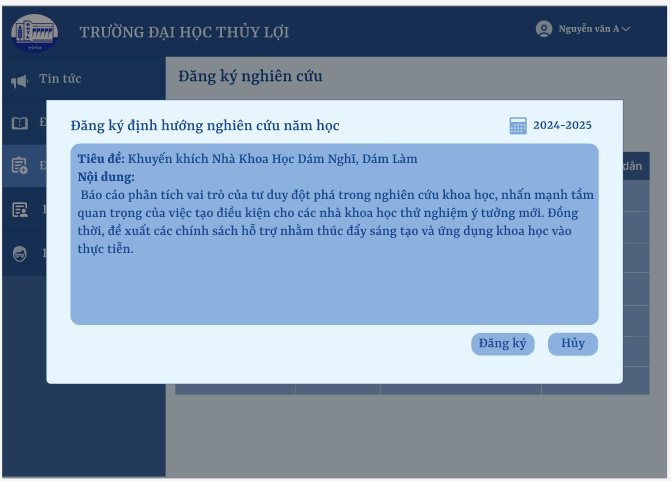 TRƯỜNG ĐẠI HỌC THỦY LỢI
Nguyễn văn A
1959
Tin tức
Đăng ký nghiên cứu
Đăng ký định hướng nghiên cứu năm học
2024-2025
Tiêu đề: Khuyến khích Nhà Khoa Học Dám Nghĩ, Dám Làm
Nội dung:
Báo cáo phân tích vai trò của tư duy đột phá trong nghiên cứu khoa học, nhấn mạnh tầm
quan trọng của việc tạo điều kiện cho các nhà khoa học thử nghiệm ý tưởng mới. Đồng
thời, đề xuất các chính sách hỗ trợ nhằm thúc đẩy sáng tạo và ứng dụng khoa học vào
thực tiễn.
dẫn
Đăng ký
Hủy